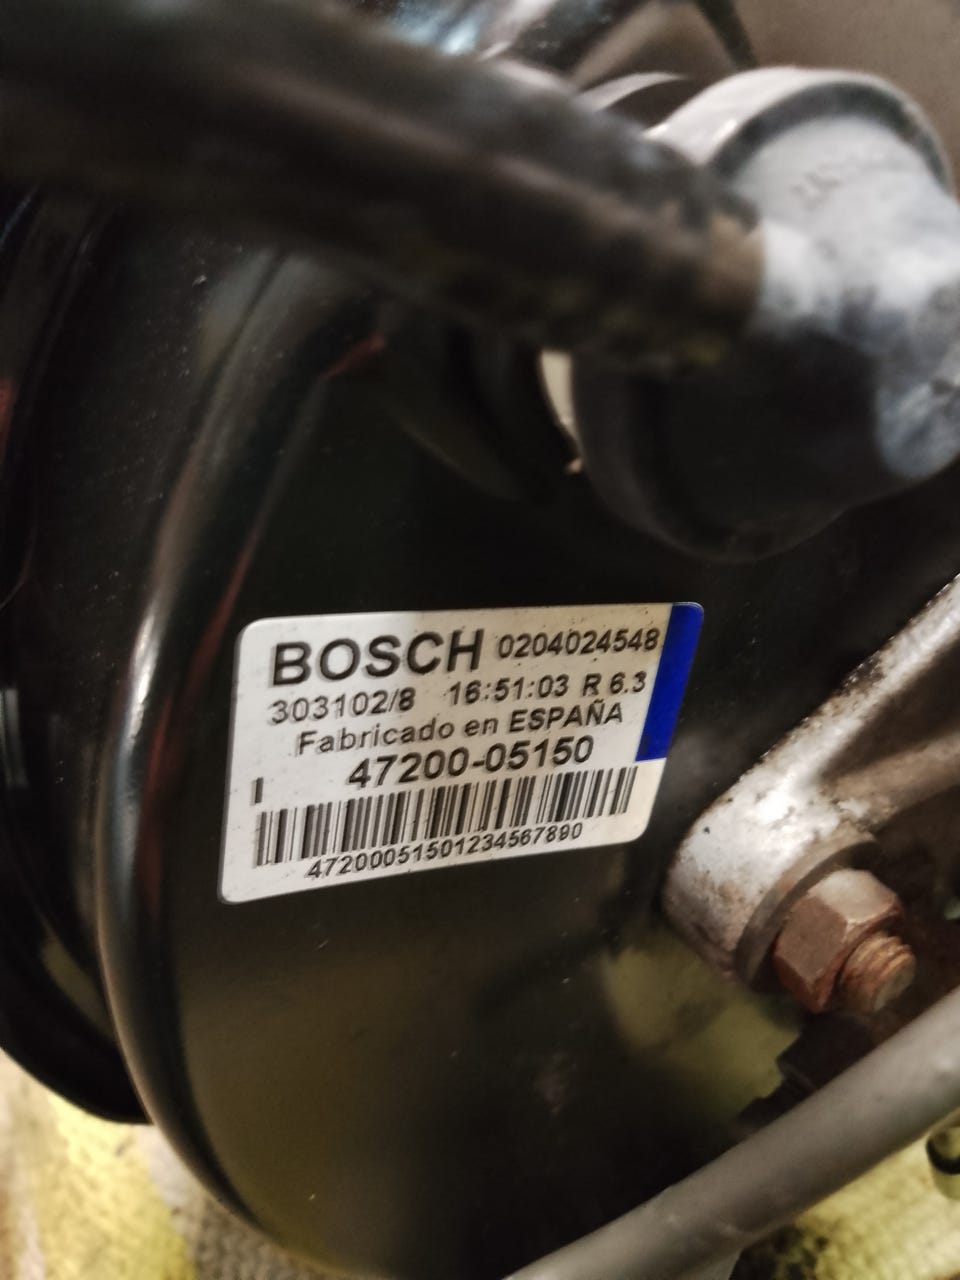 BOSCH 0204024548
303102/8 16:51:03 R 6.3
Fabricado en ESPAÑA
I 47200-05150
47200051501234567890